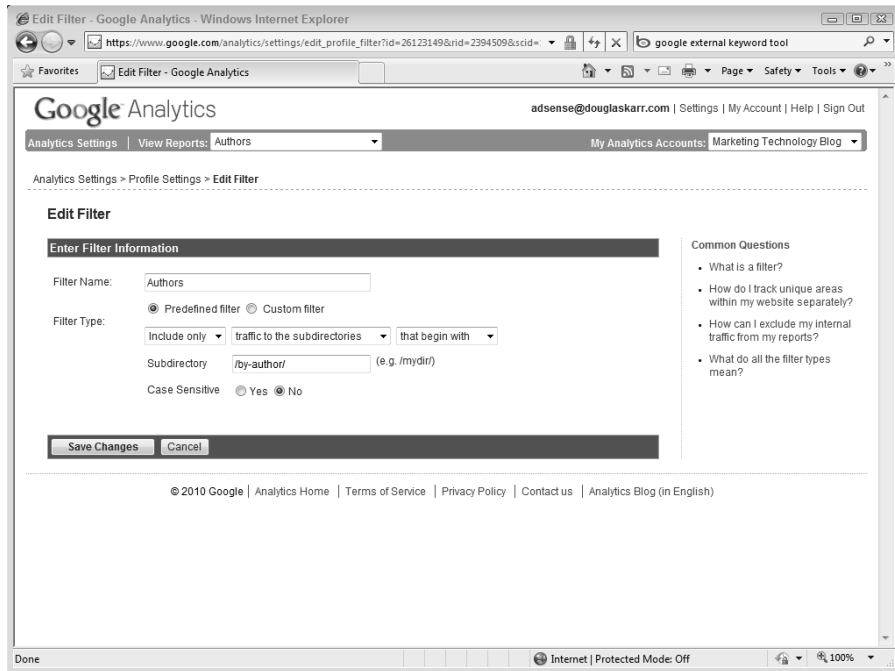 Edit Filter - Google Analytics - Windows Internet Explorer
https://www.google.com/analytics/settings/edit_profile_filter?id=26123149&rid=2394509&scid=
google external keyword tool
Favorites
Edit Filter - Google Analytics
Page
Safety
Tools
Google Analytics
adsense@douglaskarr.com | Settings | My Account | Help | Sign Out
Analytics Settings | View Reports: Authors
My Analytics Accounts: Marketing Technology Blog
Analytics Settings > Profile Settings > Edit Filter
Edit Filter
Enter Filter Information
Filter Name: Authors
Filter Type:
Predefined filter
Custom filter
Include only
traffic to the subdirectories
that begin with
Subdirectory /by-author/ (e.g. /mydir/)
Case Sensitive Yes No
Save Changes
Cancel
Common Questions
• What is a filter?
• How do I track unique areas
within my website separately?
• How can I exclude my internal
traffic from my reports?
• What do all the filter types
mean?
© 2010 Google | Analytics Home | Terms of Service | Privacy Policy | Contact us | Analytics Blog (in English)
Done
Internet | Protected Mode: Off
100%